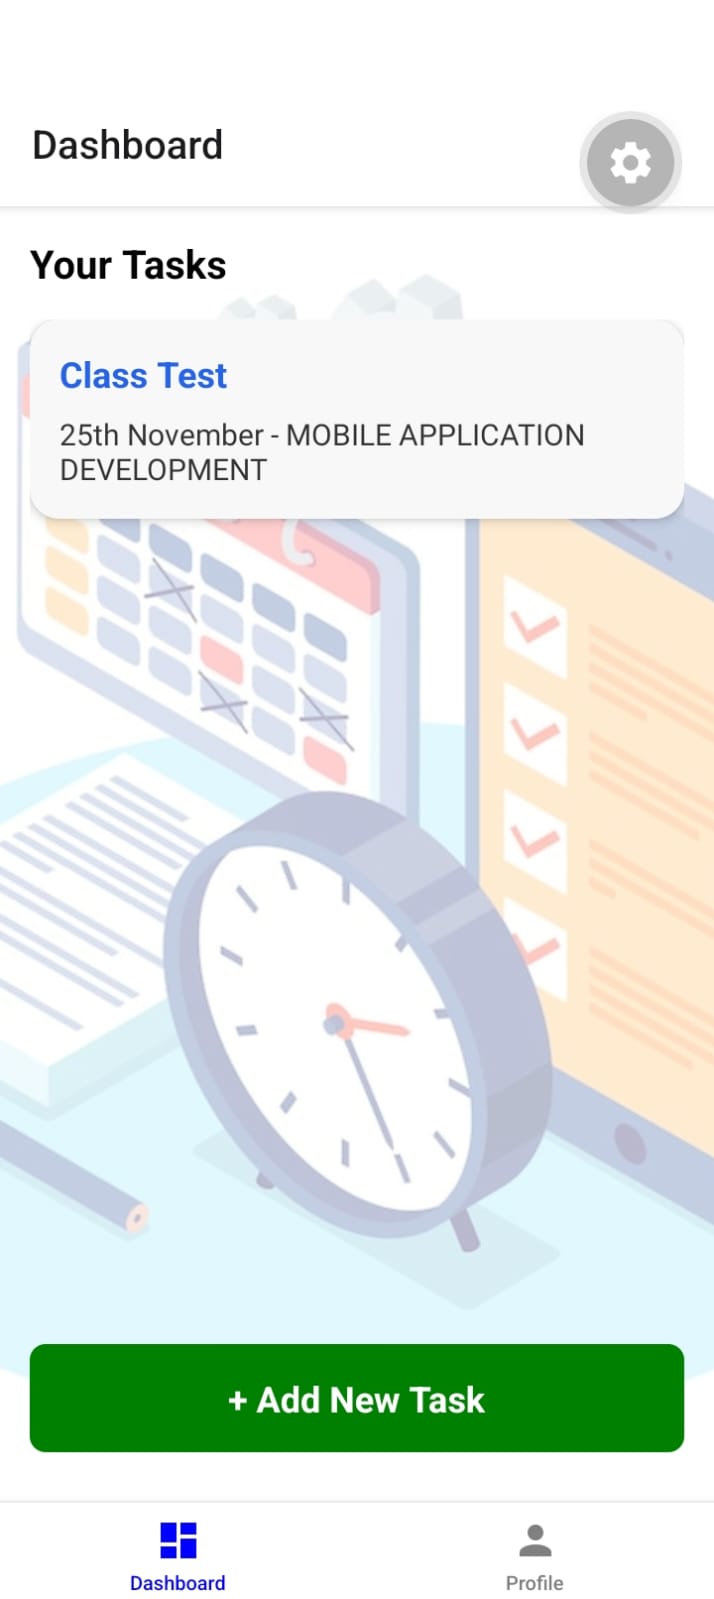 Dashboard
Your Tasks
Class Test
25th November - MOBILE APPLICATION
DEVELOPMENT
+ Add New Task
Dashboard
Profile